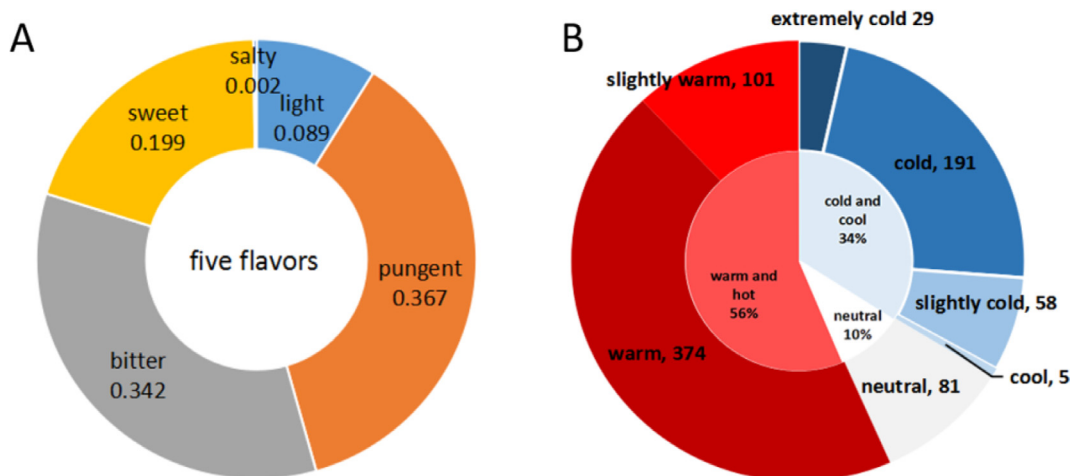 A
salty
0.002
light
0.089
sweet
0.199
five flavors
pungent
0.367
bitter
0.342
B
extremely cold 29
slightly warm, 101
cold, 191
cold and
cool
34%
warm and
hot
56%
neutral
10%
slightly cold, 58
warm, 374
cool, 5
neutral, 81